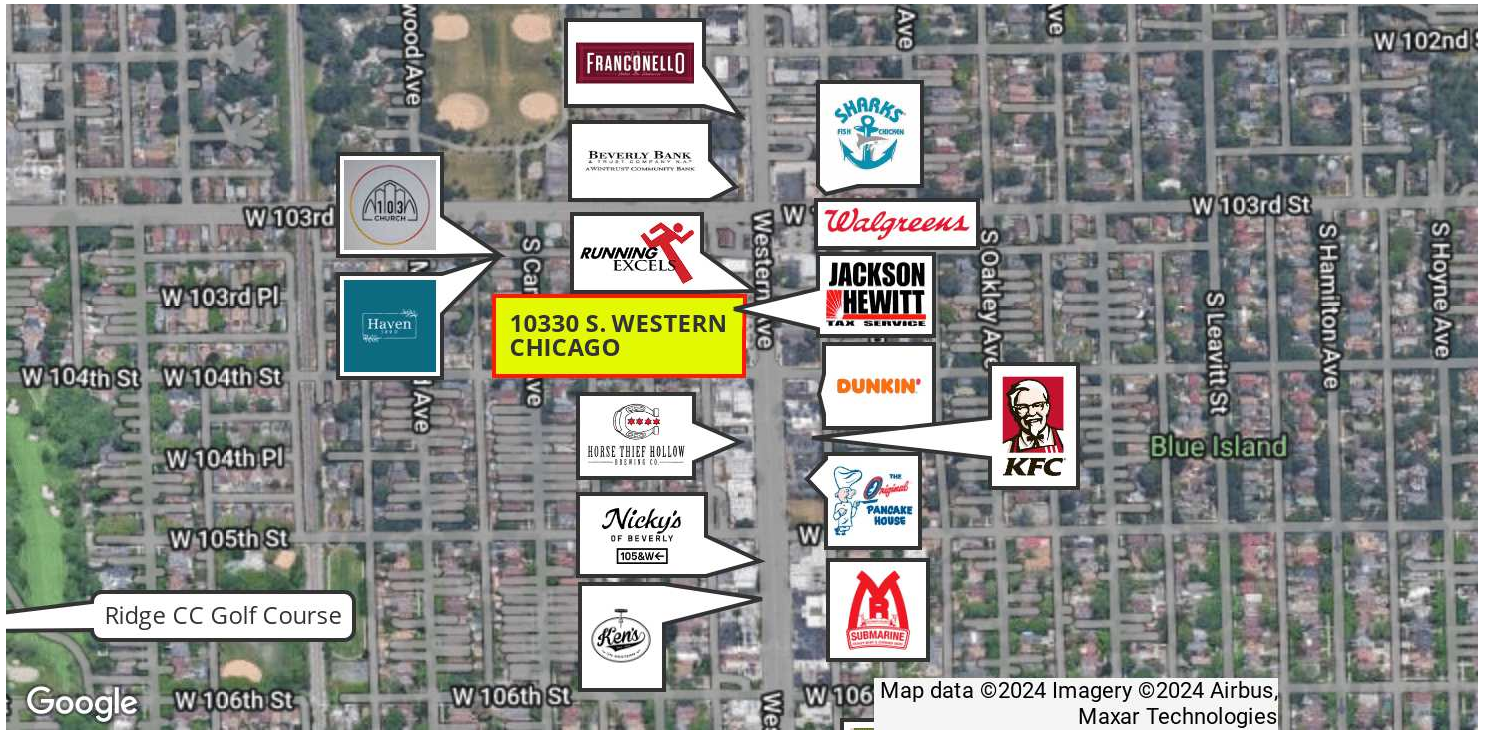 wood Ave
Ave
Ave
W 102nd
FRANCONELLO
SHARKS
FISH CHICKEN
BEVERLY BANK
& TRUST COMPANY N.A.
A WINTRUST COMMUNITY BANK
103
CHURCH
W 103rd
W 103rd St
W
Walgreens
RUNNING
EXCELS
Western Ave
S Oakley Ave
S Hamilton Ave
S Hoyne Ave
S Leavitt St
JACKSON
HEWITT
TAX SERVICE
Haven
W 103rd Pl
10330 S. WESTERN
CHICAGO
W 104th St
W 104th St
Ave
DUNKIN'
KFC
HORSE THIEF HOLLOW
BREWING CO.
Blue Island
W 104th Pl
THE
Original
PANCAKE
HOUSE
Nicky's
OF BEVERLY
105&W
W 105th St
W
Ridge CC Golf Course
Ken's
ON WESTERN
MR
SUBMARINE
Google
W 106th St
W 106th St
W 106
Map data ©2024 Imagery ©2024 Airbus,
Maxar Technologies